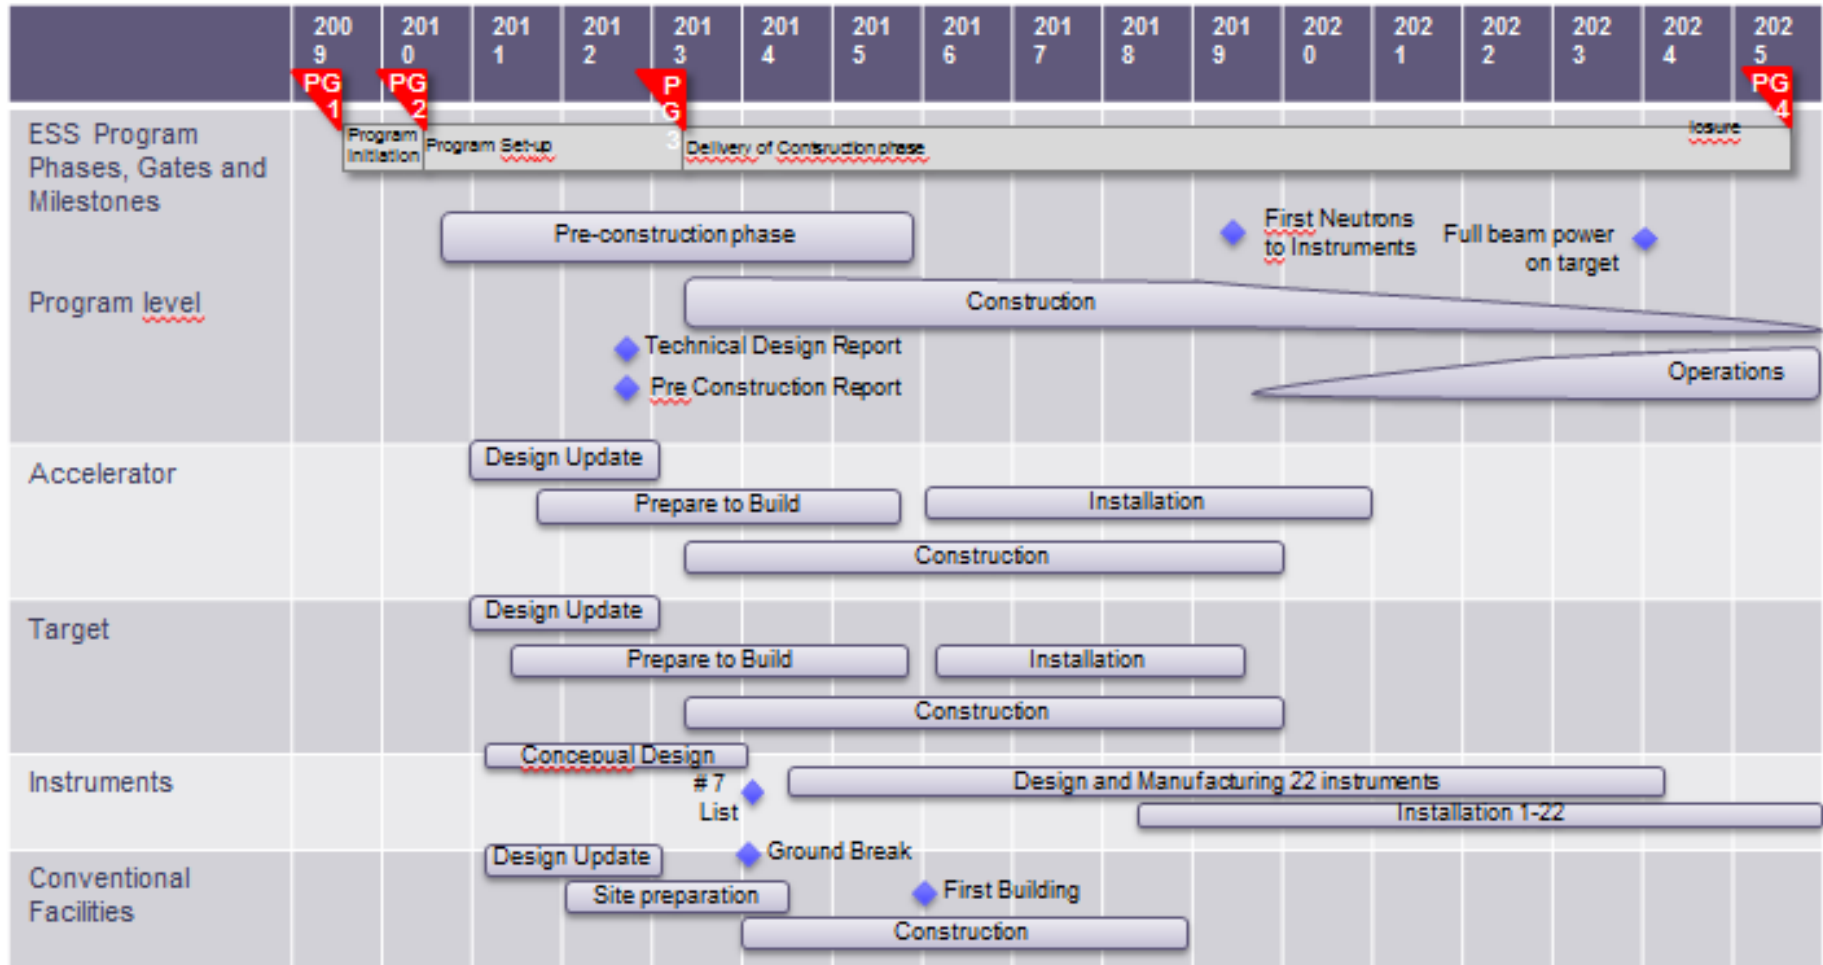 200
9
201
0
201
1
201
2
201
3
201
4
201
5
201
6
201
7
201
8
201
9
202
0
202
1
202
2
202
3
202
4
202
5
PG
1
PG
2
P
G
3
PG
4
ESS Program
Phases, Gates and
Milestones
Program
Initiation
Program Set-up
Delivery of Contsruction phase
losure
Pre-construction phase
First Neutrons
to Instruments
Full beam power
on target
Program level
Construction
Technical Design Report
Pre Construction Report
Operations
Accelerator
Design Update
Prepare to Build
Installation
Construction
Target
Design Update
Prepare to Build
Installation
Construction
Instruments
Concepual Design
# 7
List
Design and Manufacturing 22 instruments
Installation 1-22
Conventional
Facilities
Design Update
Ground Break
Site preparation
First Building
Construction